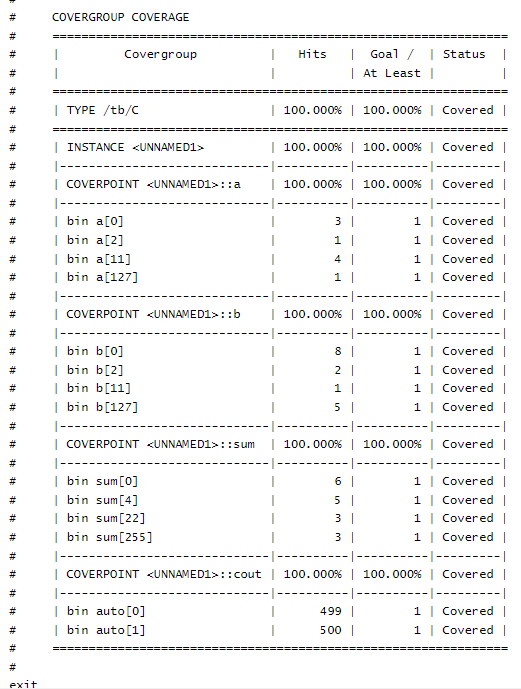 #
#     COVERGROUP COVERAGE
#     ==============================================================
#     |         Covergroup          |   Hits   |  Goal /  | Status  |
#     |                             |          | At Least |         |
#     ==============================================================
#     | TYPE /tb/C                  | 100.000% | 100.000% | Covered |
#     ==============================================================
#     | INSTANCE <UNNAMED1>         | 100.000% | 100.000% | Covered |
#     |-----------------------------|----------|----------|---------|
#     | COVERPOINT <UNNAMED1>::a    | 100.000% | 100.000% | Covered |
#     |-----------------------------|----------|----------|---------|
#     | bin a[0]                    |        3 |        1 | Covered |
#     | bin a[2]                    |        1 |        1 | Covered |
#     | bin a[11]                   |        4 |        1 | Covered |
#     | bin a[127]                  |        1 |        1 | Covered |
#     |-----------------------------|----------|----------|---------|
#     | COVERPOINT <UNNAMED1>::b    | 100.000% | 100.000% | Covered |
#     |-----------------------------|----------|----------|---------|
#     | bin b[0]                    |        8 |        1 | Covered |
#     | bin b[2]                    |        2 |        1 | Covered |
#     | bin b[11]                   |        1 |        1 | Covered |
#     | bin b[127]                  |        5 |        1 | Covered |
#     |-----------------------------|----------|----------|---------|
#     | COVERPOINT <UNNAMED1>::sum  | 100.000% | 100.000% | Covered |
#     |-----------------------------|----------|----------|---------|
#     | bin sum[0]                  |        6 |        1 | Covered |
#     | bin sum[4]                  |        5 |        1 | Covered |
#     | bin sum[22]                 |        3 |        1 | Covered |
#     | bin sum[255]                |        3 |        1 | Covered |
#     |-----------------------------|----------|----------|---------|
#     | COVERPOINT <UNNAMED1>::cout | 100.000% | 100.000% | Covered |
#     |-----------------------------|----------|----------|---------|
#     | bin auto[0]                 |      499 |        1 | Covered |
#     | bin auto[1]                 |      500 |        1 | Covered |
#     ==============================================================
#
exit